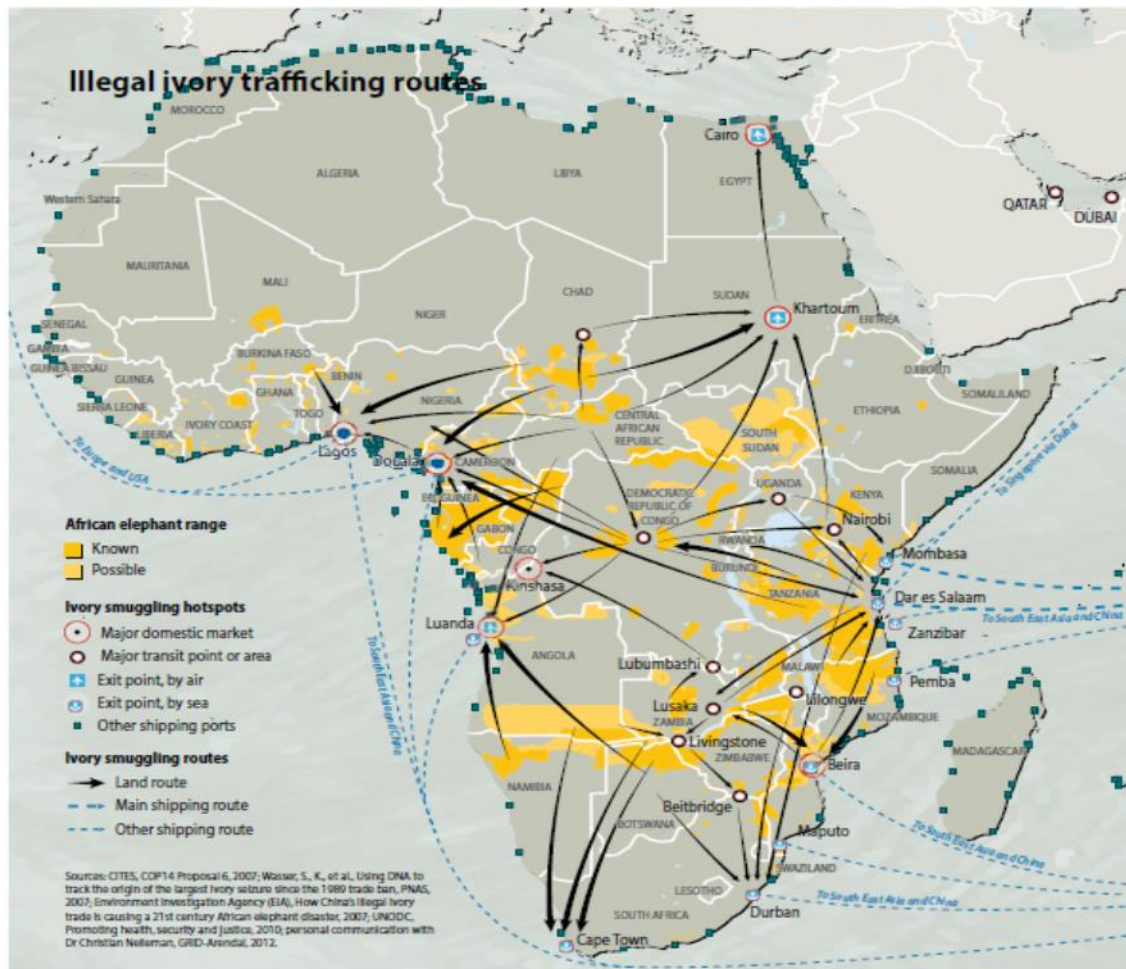 Illegal ivory trafficking routes
MOROCCO
Cairo
ALGERIA
LIBYA
EGYPT
Western Sahara
QATAR
DUBAI
MAURITANIA
MALI
NIGER
CHAD
SUDAN
Khartoum
ERITREA
SENEGAL
GAMBIA
GUINEA BISSAU
BURKINA FASO
GUINEA
BENIN
DJIBOUTI
SOMALILAND
SIERRA LEONE
GHANA
NIGERIA
TOGO
CENTRAL
AFRICAN
REPUBLIC
ETHIOPIA
LIBERIA
IVORY COAST
SOUTH
SUDAN
Lagos
Doualа
CAMEROON
SOMALIA
To Europe and USA
To Singapore via Dubai
EQ. GUINEA
DEMOCRATIC
REPUBLIC OF
CONGO
UGANDA
KENYA
GABON
Nairobi
CONGO
RWANDA
Mombasa
Kinshasa
BURUNDI
TANZANIA
Dar es Salaam
To South East Asia and China
Zanzibar
Luanda
ANGOLA
Lubumbashi
MALAWI
Pemba
Lusaka
Lilongwe
ZAMBIA
MOZAMBIQUE
Livingstone
MADAGASCAR
ZIMBABWE
Beira
NAMIBIA
Beitbridge
BOTSWANA
To South East Asia and China
To South East Asia and China
Maputo
SWAZILAND
LESOTHO
To South East Asia and China
Durban
SOUTH AFRICA
Cape Town
African elephant range
Known
Possible
Ivory smuggling hotspots
Major domestic market
Major transit point or area
Exit point, by air
Exit point, by sea
Other shipping ports
Ivory smuggling routes
Land route
Main shipping route
Other shipping route
Sources: CITES, COP14 Proposal 6, 2007; Wasser, S., K., et al., Using DNA to
track the origin of the largest ivory seizure since the 1989 trade ban, PNAS,
2007; Environment Investigation Agency (EIA), How China's illegal ivory
trade is causing a 21st century African elephant disaster, 2007; UNODC,
Promoting health, security and justice, 2010; personal communication with
Dr Christian Nelleman, GRID-Arendal, 2012.